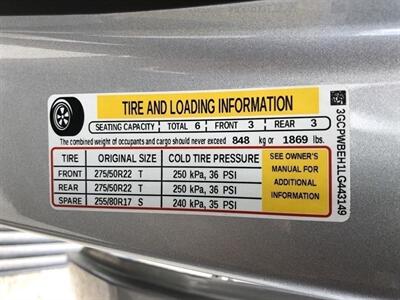 TIRE AND LOADING INFORMATION
SEATING CAPACITY TOTAL 6 FRONT 3 REAR 3
The combined weight of occupants and cargo should never exceed 848 kg or 1869 lbs.
TIRE ORIGINAL SIZE COLD TIRE PRESSURE
FRONT 275/50R22 T 250 kPa, 36 PSI
REAR 275/50R22 T 250 kPa, 36 PSI
SPARE 255/80R17 S 240 kPa, 35 PSI
SEE OWNER'S
MANUAL FOR
ADDITIONAL
INFORMATION
3GCPWBEH1LG443149